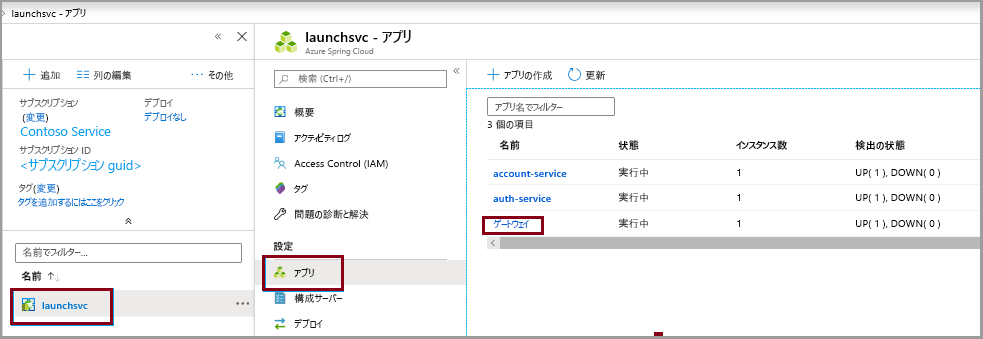 launchsvc - アプリ
追加
列の編集
その他
サブスクリプション
(変更)
Contoso Service
デプロイ
デプロイなし
サブスクリプション ID
<サブスクリプション guid>
タグ(変更)
タグを追加するにはここをクリック
名前でフィルター...
名前
launchsvc
launchsvc - アプリ
Azure Spring Cloud
検索 (Ctrl+/)
概要
アクティビティログ
Access Control (IAM)
タグ
問題の診断と解決
設定
アプリ
構成サーバー
デプロイ
アプリの作成
更新
アプリ名でフィルター
3 個の項目
名前 状態 インスタンス数 検出の状態
account-service 実行中 1 UP( 1 ), DOWN( 0 )
auth-service 実行中 1 UP( 1 ), DOWN( 0 )
ゲートウェイ 実行中 1 UP( 1 ), DOWN( 0 )